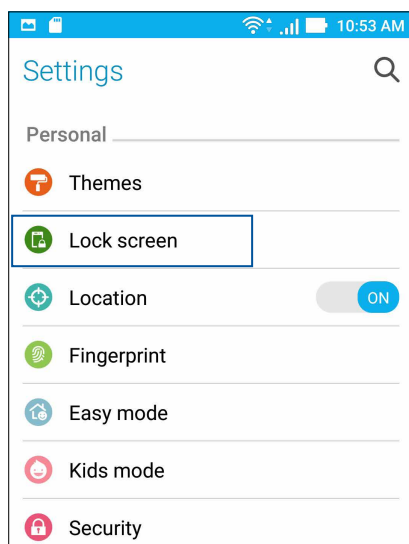 10:53 AM
Settings
Personal
Themes
Lock screen
Location
ON
Fingerprint
Easy mode
Kids mode
Security